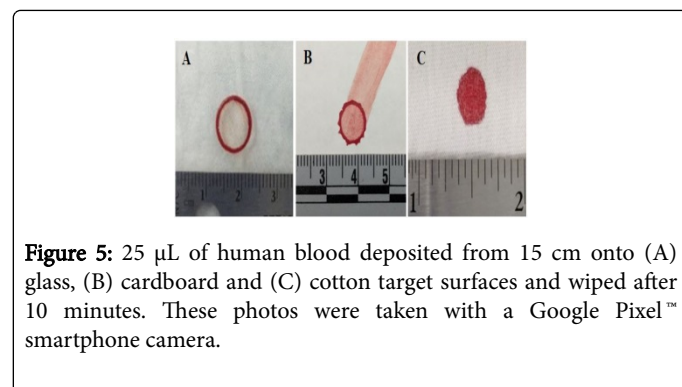 A
B
C
1 2 3
3 4 5
1 2
Figure 5: 25 μL of human blood deposited from 15 cm onto (A)
glass, (B) cardboard and (C) cotton target surfaces and wiped after
10 minutes. These photos were taken with a Google Pixel™
smartphone camera.